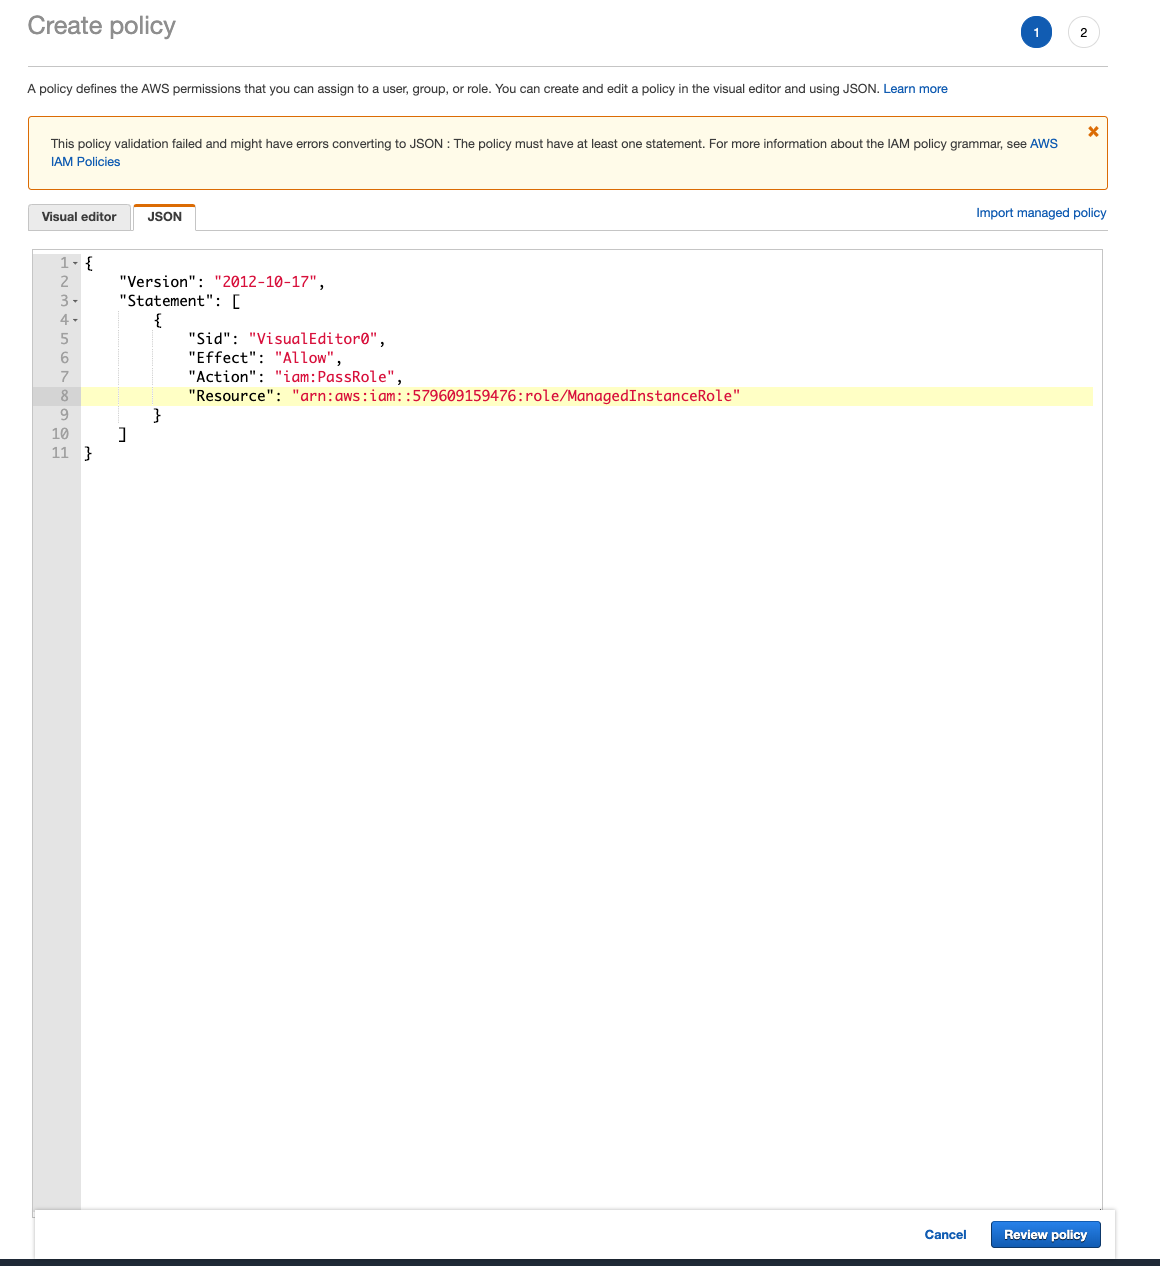 Create policy
1
2
A policy defines the AWS permissions that you can assign to a user, group, or role. You can create and edit a policy in the visual editor and using JSON. Learn more
This policy validation failed and might have errors converting to JSON : The policy must have at least one statement. For more information about the IAM policy grammar, see AWS
IAM Policies
Visual editor
JSON
Import managed policy
1 {
2     "Version": "2012-10-17",
3     "Statement": [
4         {
5             "Sid": "VisualEditor0",
6             "Effect": "Allow",
7             "Action": "iam:PassRole",
8             "Resource": "arn:aws:iam::579609159476:role/ManagedInstanceRole"
9         }
10     ]
11 }
Cancel
Review policy